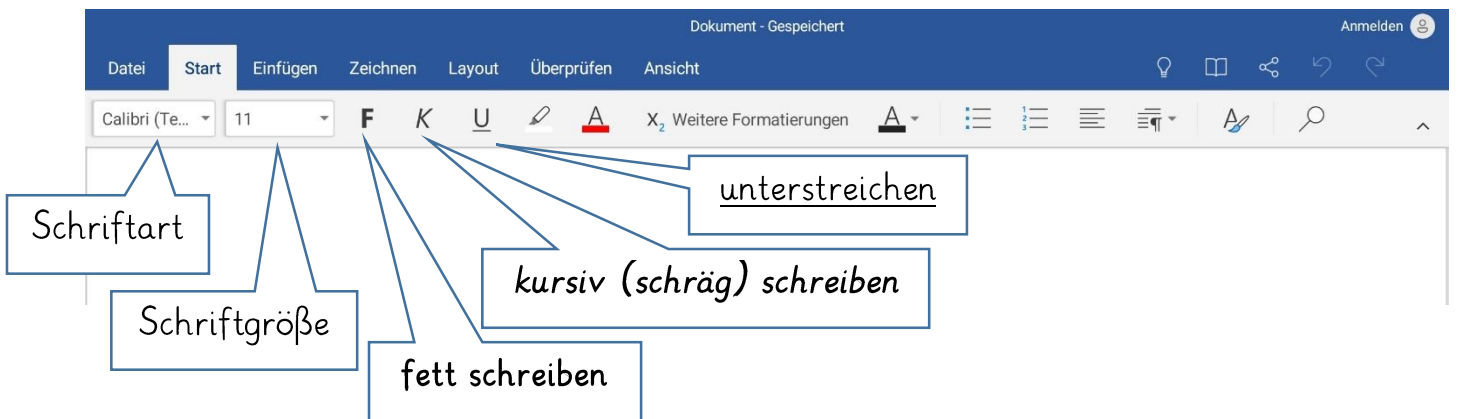 Dokument - Gespeichert
Anmelden
Datei Start Einfügen Zeichnen Layout Überprüfen Ansicht
Calibri (Te... 11 F K U A X₂ Weitere Formatierungen A
unterstreichen
Schriftart
kursiv (schräg) schreiben
Schriftgröße
fett schreiben